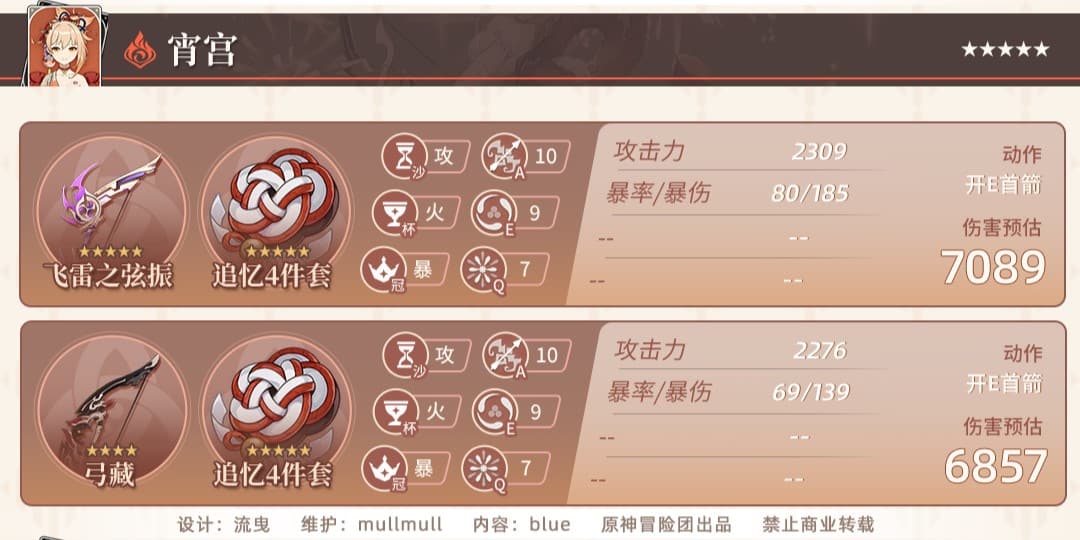 宵宫
★★★★★
飞雷之弦振
追忆4件套
沙 攻
A 10
杯 火
E 9
冠 暴
Q 7
攻击力 2309
暴率/暴伤 80/185
-- --
-- --
动作
开E首箭
伤害预估
7089
弓藏
追忆4件套
沙 攻
A 10
杯 火
E 9
冠 暴
Q 7
攻击力 2276
暴率/暴伤 69/139
-- --
-- --
动作
开E首箭
伤害预估
6857
设计：流曳 维护：mullmull 内容：blue 原神冒险团出品 禁止商业转载